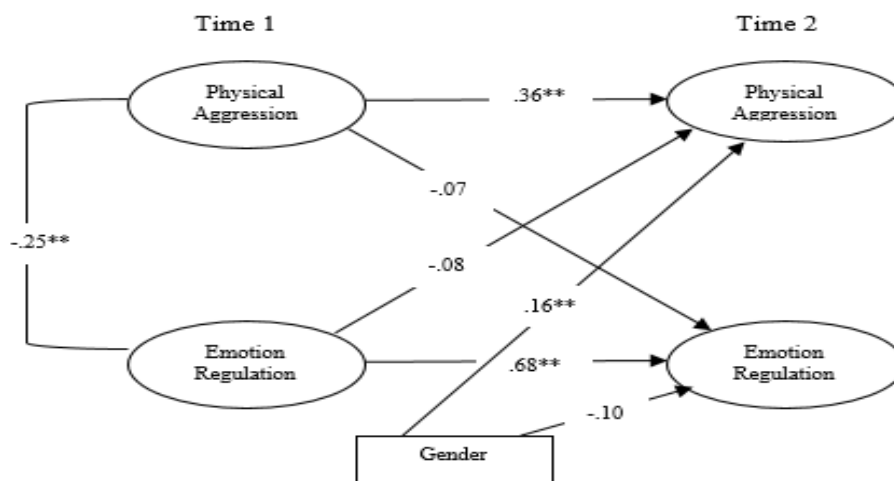 Time 1
Time 2
Physical
Aggression
.36**
Physical
Aggression
-.07
-.25**
-.08
.16**
Emotion
Regulation
.68**
Emotion
Regulation
-.10
Gender